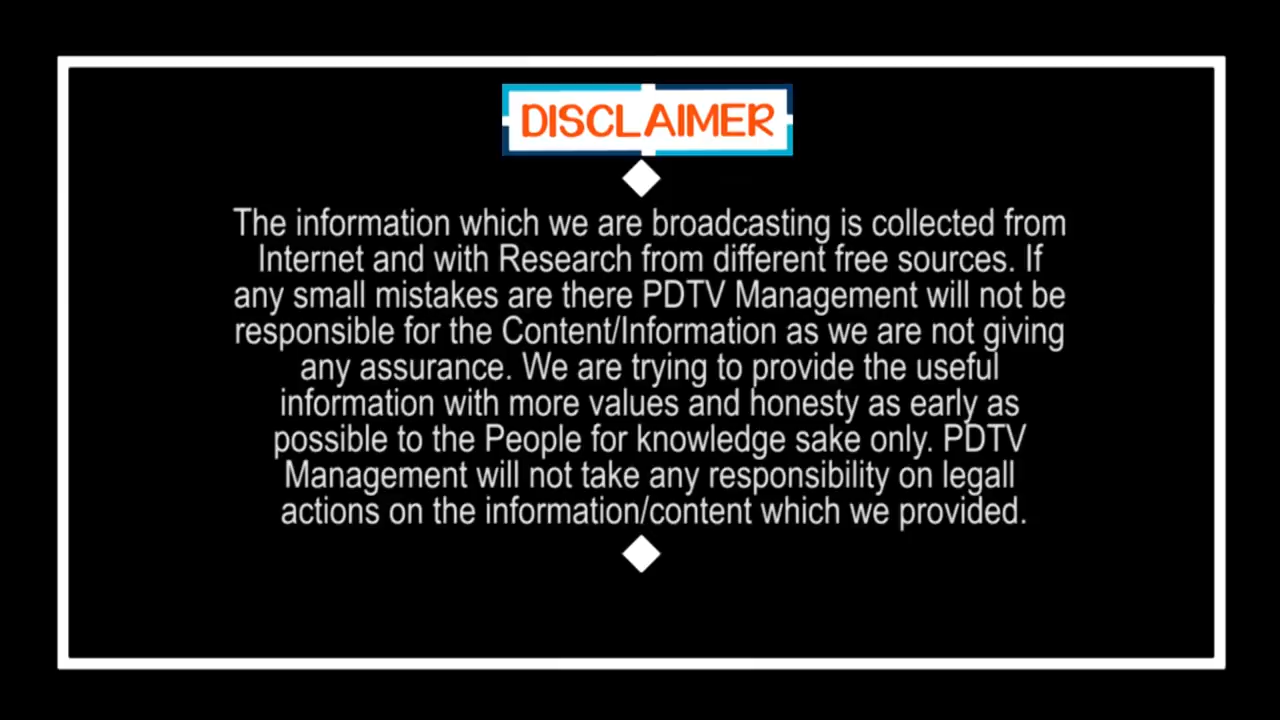 DISCLAIMER
The information which we are broadcasting is collected from
Internet and with Research from different free sources. If
any small mistakes are there PDTV Management will not be
responsible for the Content/Information as we are not giving
any assurance. We are trying to provide the useful
information with more values and honesty as early as
possible to the People for knowledge sake only. PDTV
Management will not take any responsibility on legall
actions on the information/content which we provided.